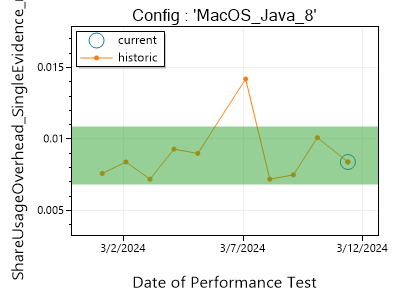 Config : 'MacOS_Java_8'
current
historic
0.015
0.01
0.005
ShareUsageOverhead_SingleEvidence_
3/2/2024
3/7/2024
3/12/2024
Date of Performance Test